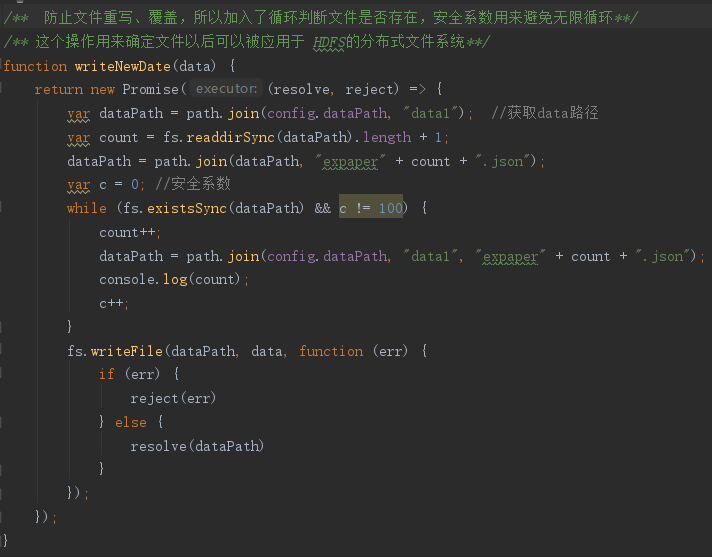 /**  防止文件重写、覆盖，所以加入了循环判断文件是否存在，安全系数用来避免无限循环**/
/** 这个操作用来确定文件以后可以被应用于 HDFS的分布式文件系统**/
function writeNewDate(data) {
    return new Promise( executor: (resolve, reject) => {
        var dataPath = path.join(config.dataPath, "data1");  //获取data路径
        var count = fs.readdirSync(dataPath).length + 1;
        dataPath = path.join(dataPath, "expaper" + count + ".json");
        var c = 0; //安全系数
        while (fs.existsSync(dataPath) && c != 100) {
            count++;
            dataPath = path.join(config.dataPath, "data1", "expaper" + count + ".json");
            console.log(count);
            c++;
        }
        fs.writeFile(dataPath, data, function (err) {
            if (err) {
                reject(err)
            } else {
                resolve(dataPath)
            }
        });
    });
}